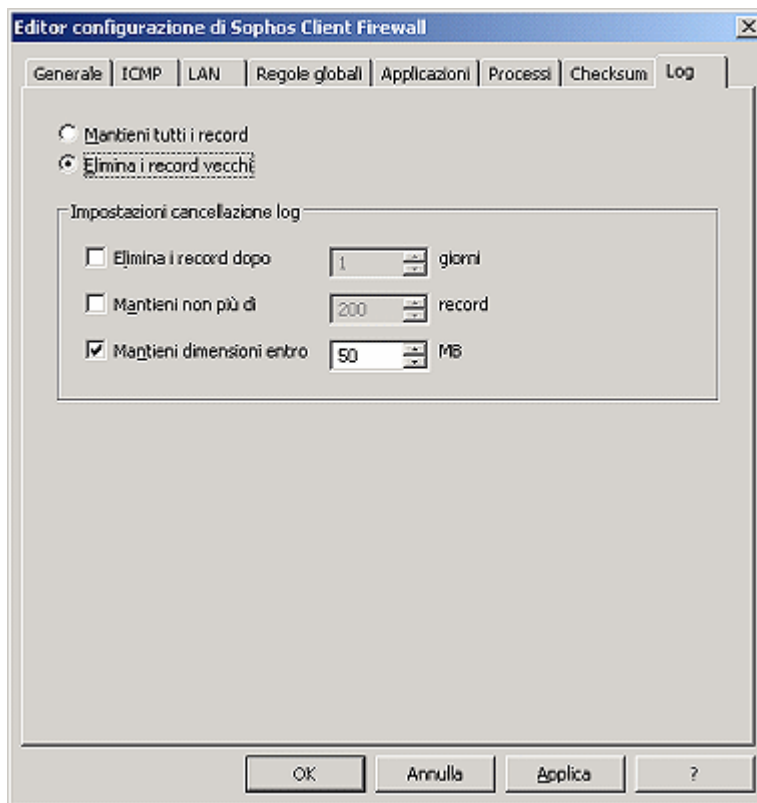 Editor configurazione di Sophos Client Firewall
Generale ICMP LAN Regole globali Applicazioni Processi Checksum Log
Mantieni tutti i record
Elimina i record vecchi
Impostazioni cancellazione log
Elimina i record dopo 1 giorni
Mantieni non più di 200 record
Mantieni dimensioni entro 50 MB
OK Annulla Applica ?